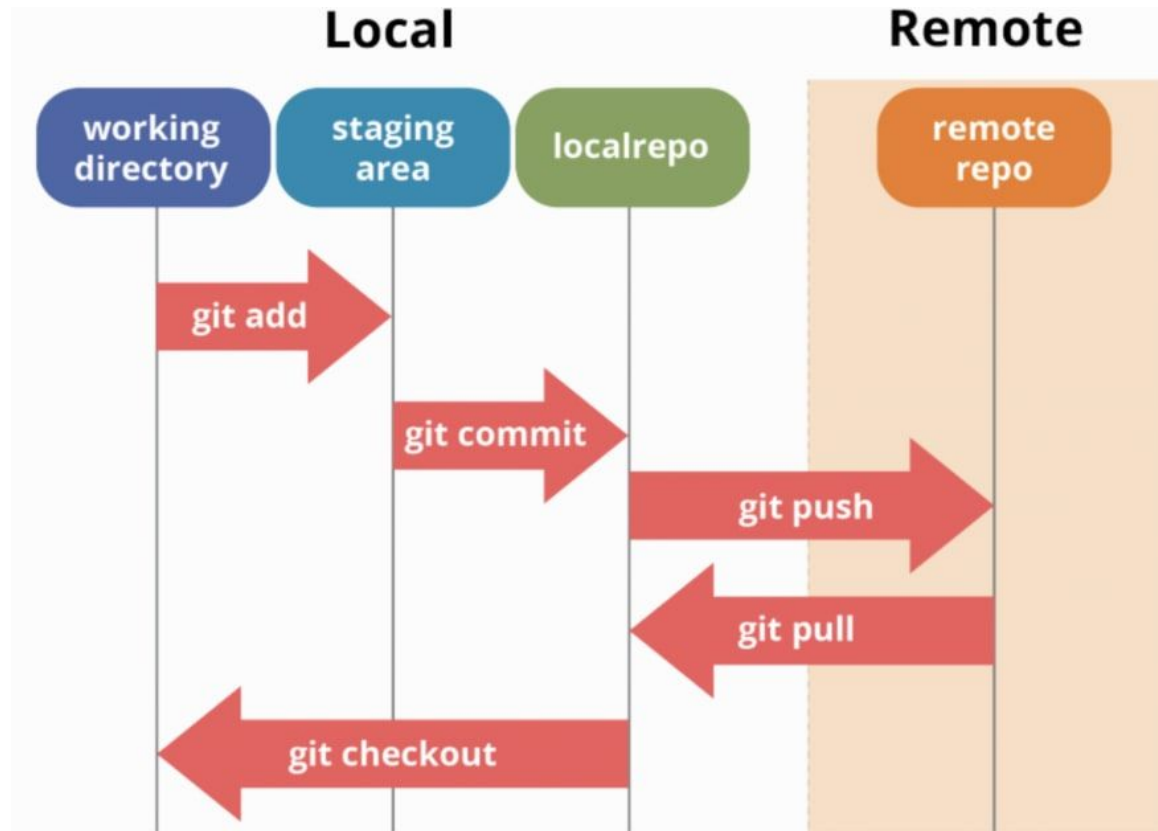 Local
Remote
working
directory
staging
area
localrepo
remote
repo
git add
git commit
git push
git pull
git checkout